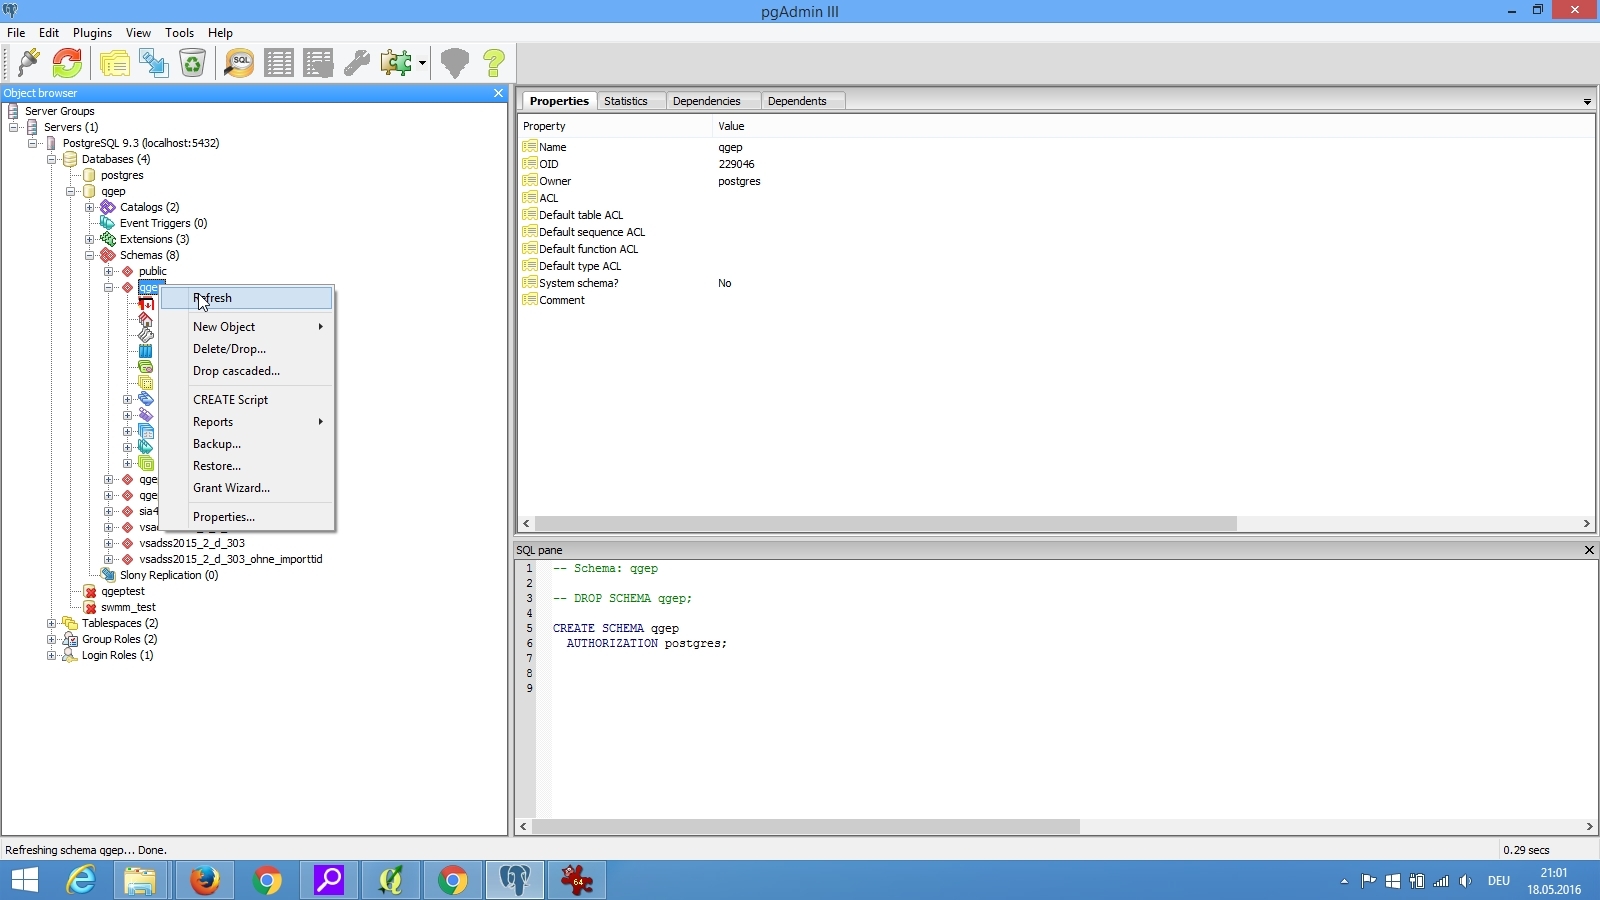 pgAdmin III
File Edit Plugins View Tools Help
SQL
Object browser
Server Groups
Servers (1)
PostgreSQL 9.3 (localhost:5432)
Databases (4)
postgres
qgep
Catalogs (2)
Event Triggers (0)
Extensions (3)
Schemas (8)
public
qge
Refresh
New Object
Delete/Drop...
Drop cascaded...
CREATE Script
Reports
Backup...
Restore...
Grant Wizard...
Properties...
qge
qge
sia4
vsa
vsadss2015_2_d_303
vsadss2015_2_d_303_ohne_importtid
Slony Replication (0)
qgeptest
swmm_test
Tablespaces (2)
Group Roles (2)
Login Roles (1)
Properties Statistics Dependencies Dependents
Property Value
Name qgep
OID 229046
Owner postgres
ACL
Default table ACL
Default sequence ACL
Default function ACL
Default type ACL
System schema? No
Comment
SQL pane
1 -- Schema: qgep
2
3 -- DROP SCHEMA qgep;
4
5 CREATE SCHEMA qgep
6 AUTHORIZATION postgres;
7
8
9
Refreshing schema qgep... Done.
0.29 secs
64
DEU
21:01
18.05.2016